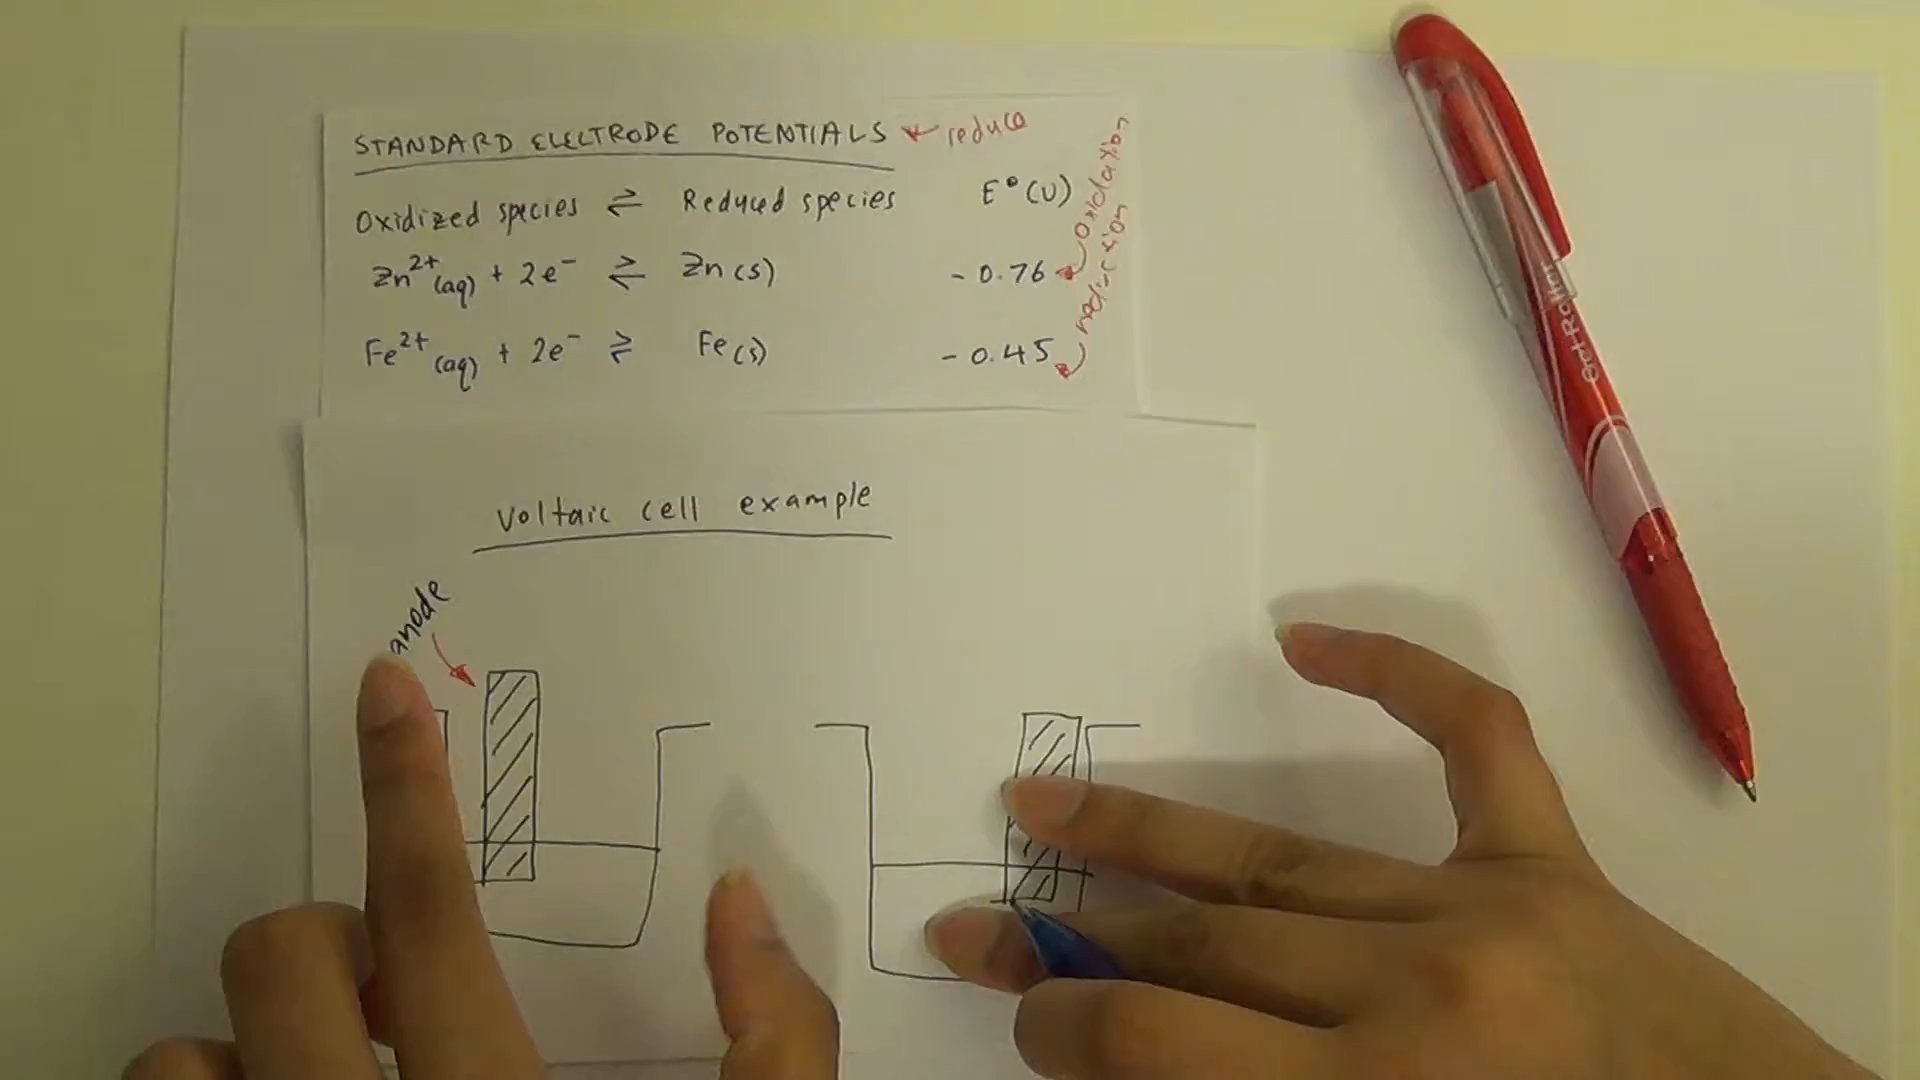 STANDARD ELECTRODE POTENTIALS ← reduce
Oxidized species ⇌ Reduced species E°(V)
Zn²⁺(aq) + 2e⁻ ⇌ Zn(s) -0.76
oxidation
Fe²⁺(aq) + 2e⁻ ⇌ Fe(s) -0.45
reduction
Voltaic cell example
anode